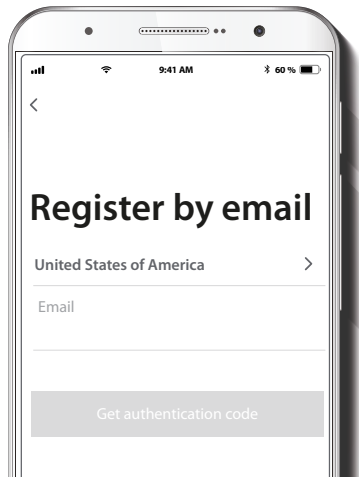 9:41 AM
60 %
Register by email
United States of America
Email
Get authentication code